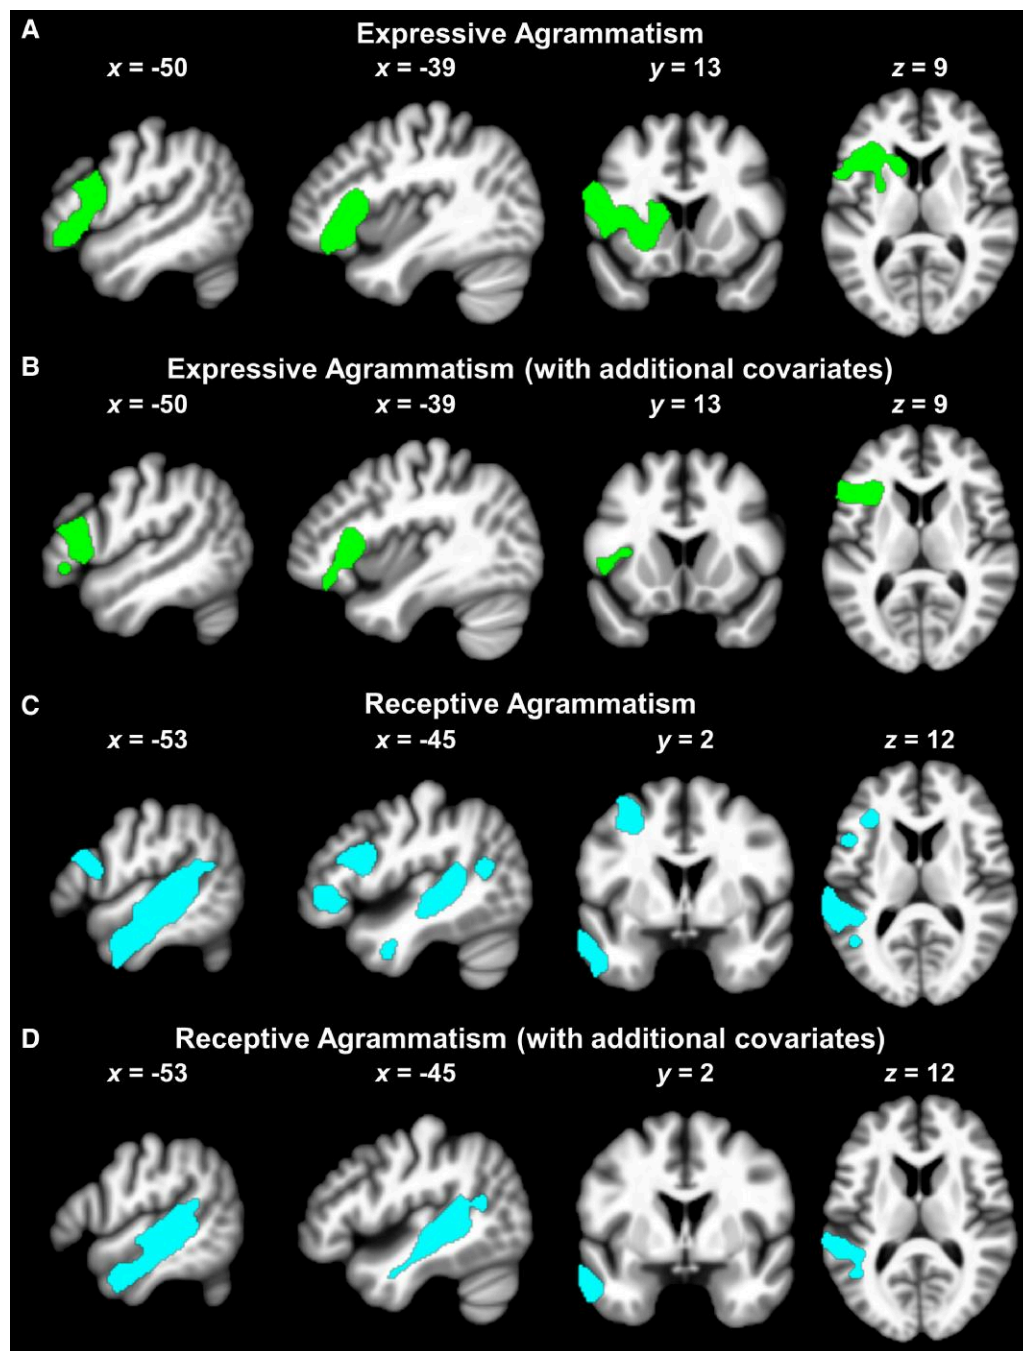 A
Expressive Agrammatism
x = -50 x = -39 y = 13 z = 9
B
Expressive Agrammatism (with additional covariates)
x = -50 x = -39 y = 13 z = 9
C
Receptive Agrammatism
x = -53 x = -45 y = 2 z = 12
D
Receptive Agrammatism (with additional covariates)
x = -53 x = -45 y = 2 z = 12